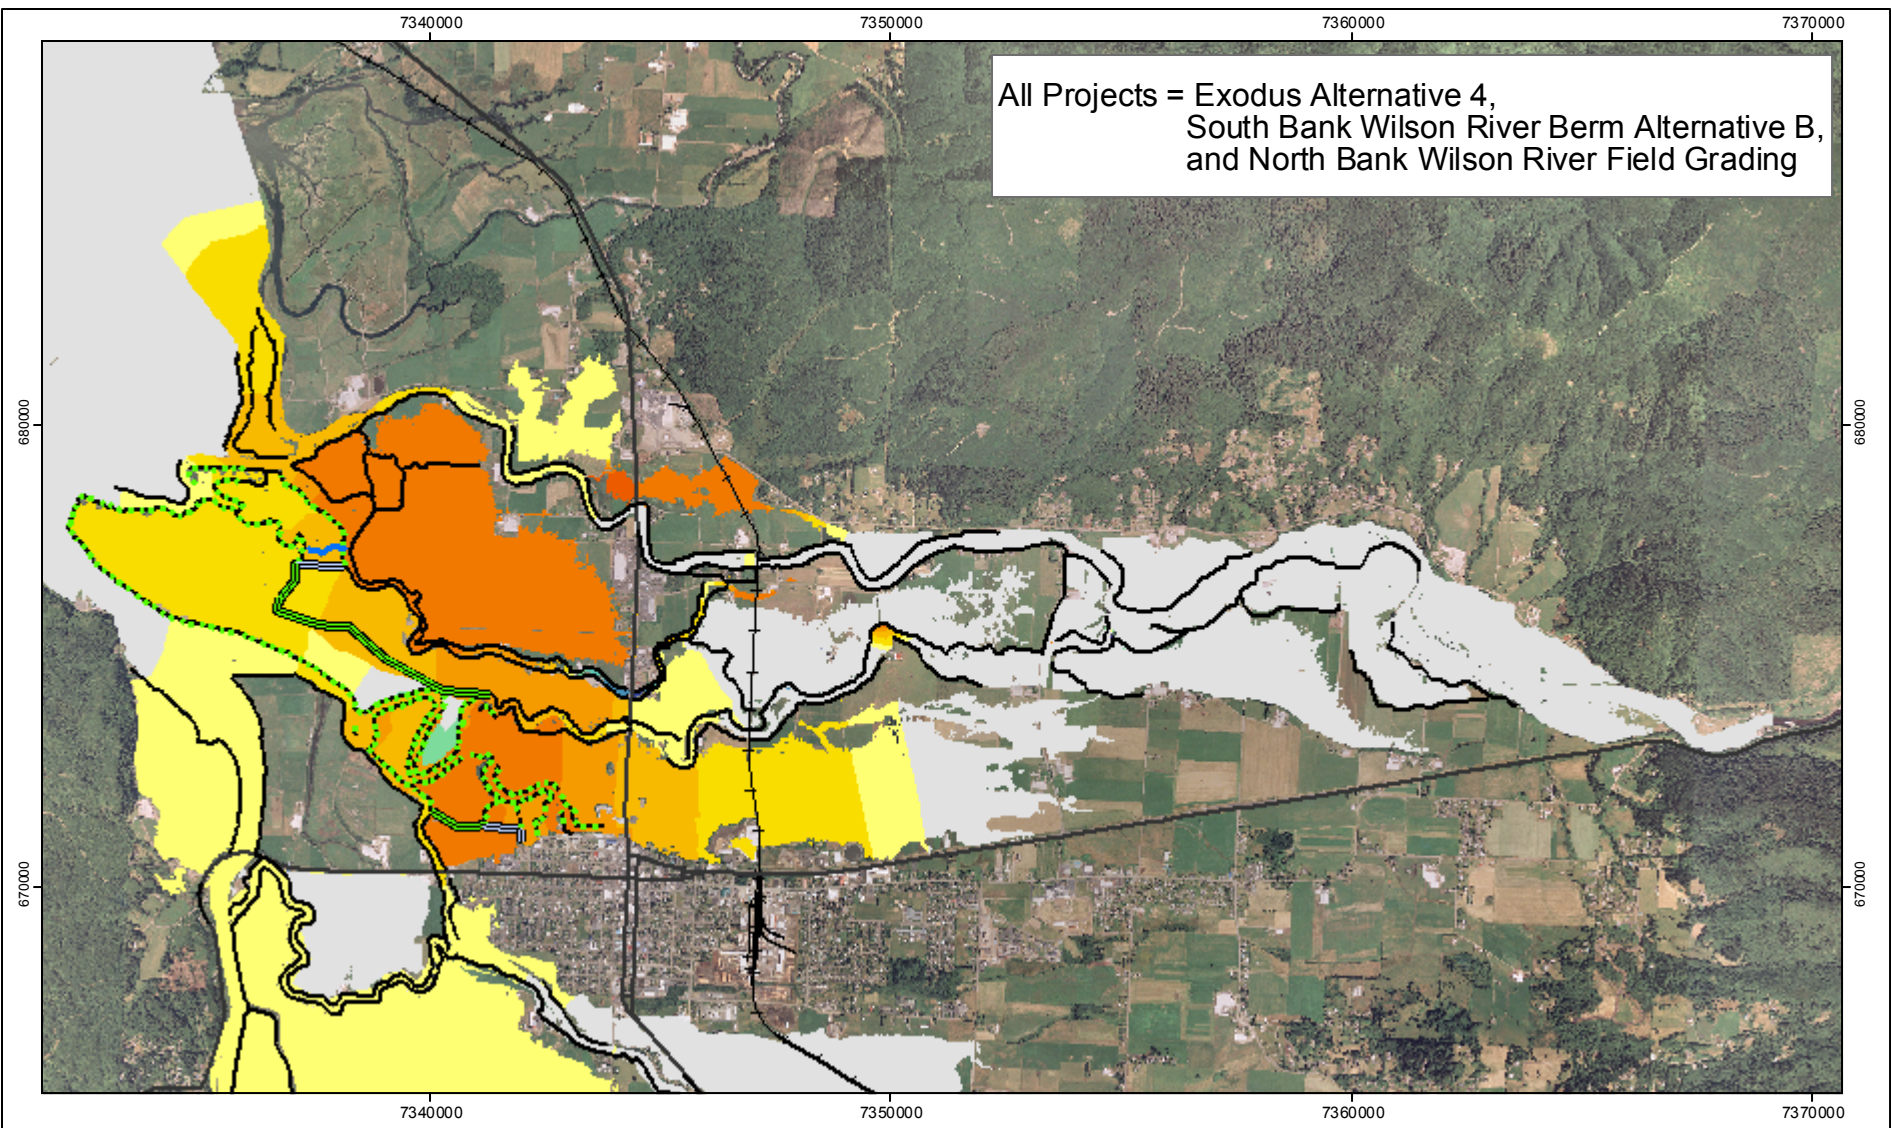 7340000 7350000 7360000 7370000
All Projects = Exodus Alternative 4,
South Bank Wilson River Berm Alternative B,
and North Bank Wilson River Field Grading
680000
680000
670000
670000
7340000 7350000 7360000 7370000